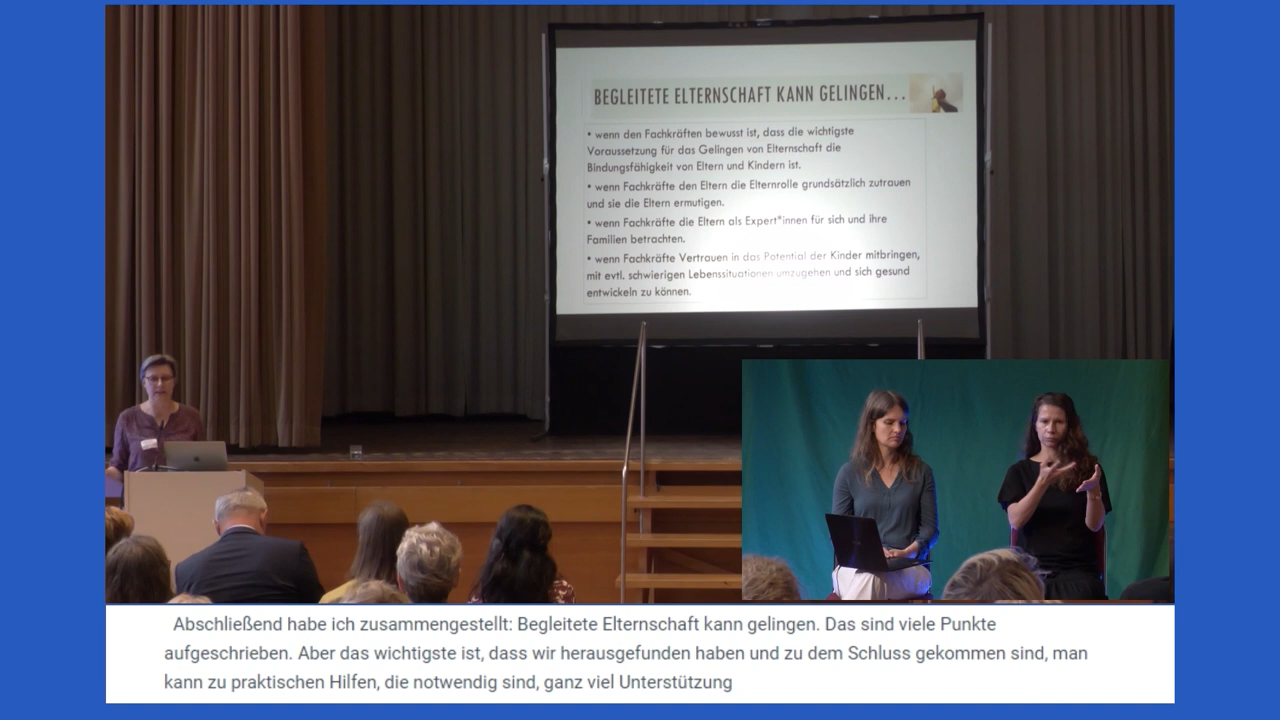 BEGLEITETE ELTERNSCHAFT KANN GELINGEN...
• wenn den Fachkräften bewusst ist, dass die wichtigste
Voraussetzung für das Gelingen von Elternschaft die
Bindungsfähigkeit von Eltern und Kindern ist.
• wenn Fachkräfte den Eltern die Elternrolle grundsätzlich zutrauen
und sie die Eltern ermutigen.
• wenn Fachkräfte die Eltern als Expert*innen für sich und ihre
Familien betrachten.
• wenn Fachkräfte Vertrauen in das Potential der Kinder mitbringen,
mit evtl. schwierigen Lebenssituationen umzugehen und sich gesund
entwickeln zu können.
Abschließend habe ich zusammengestellt: Begleitete Elternschaft kann gelingen. Das sind viele Punkte
aufgeschrieben. Aber das wichtigste ist, dass wir herausgefunden haben und zu dem Schluss gekommen sind, man
kann zu praktischen Hilfen, die notwendig sind, ganz viel Unterstützung